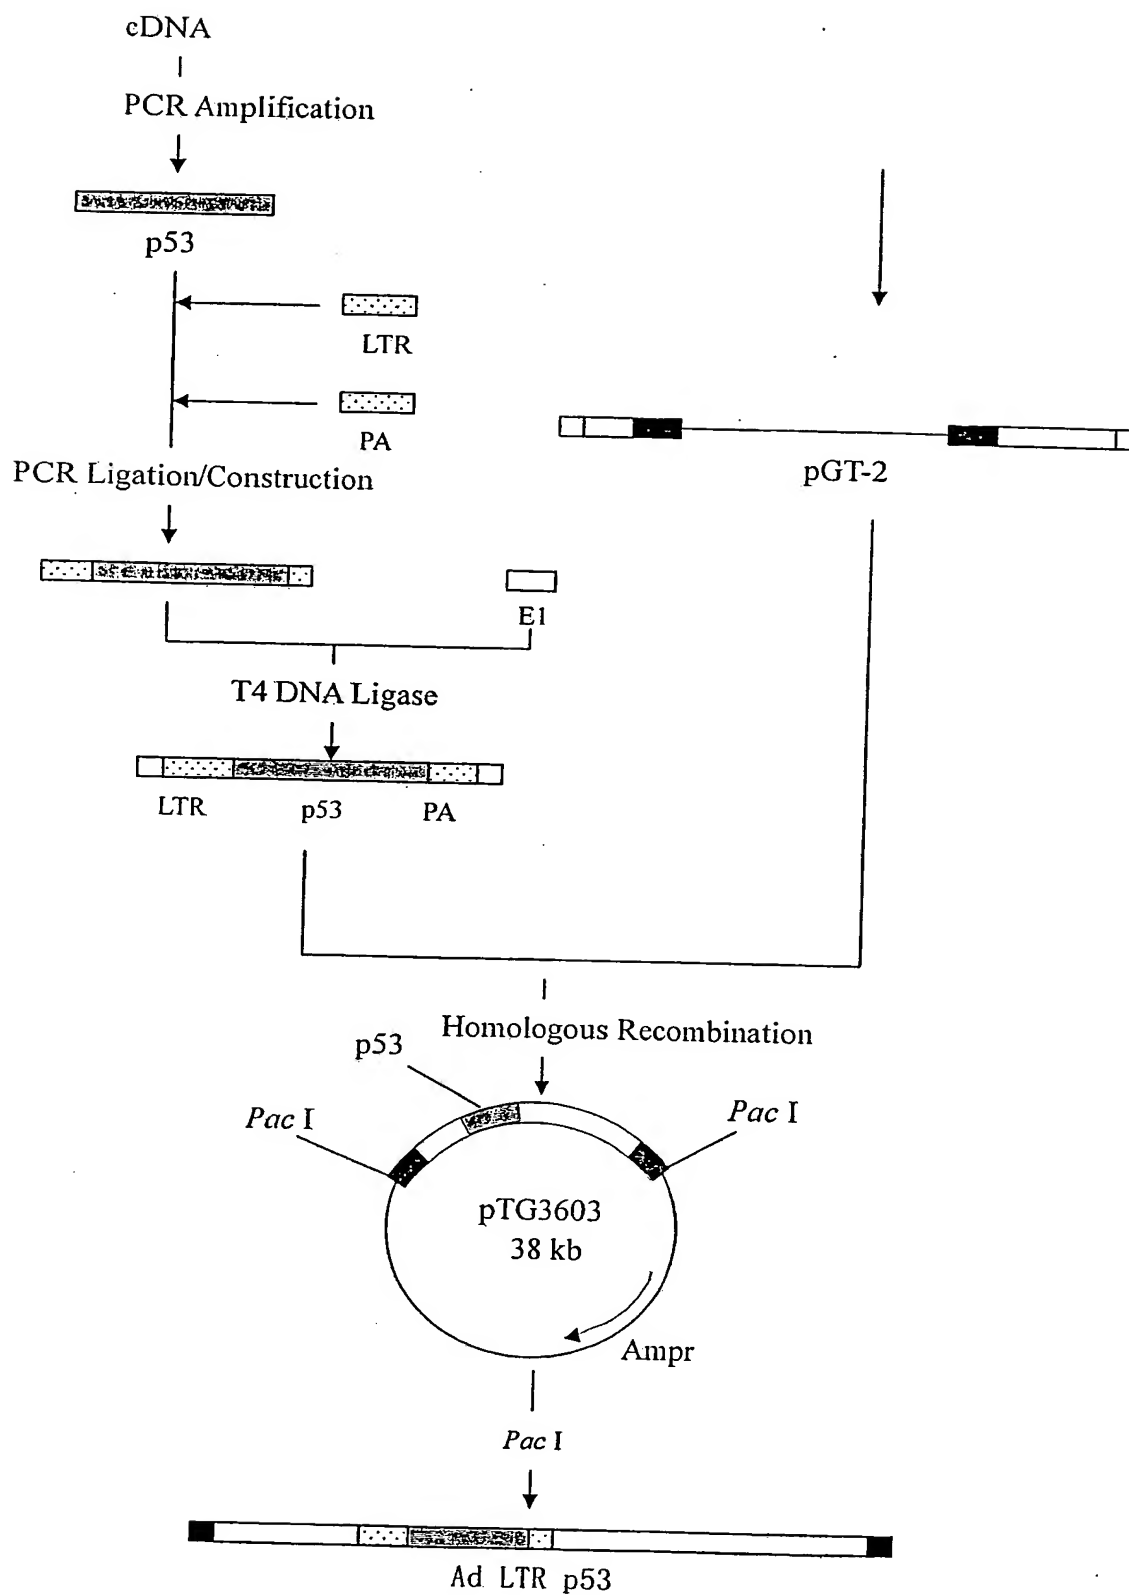 cDNA
PCR Amplification
p53
LTR
PA
pGT-2
PCR Ligation/Construction
E1
T4 DNA Ligase
LTR p53 PA
Homologous Recombination
p53
Pac I
Pac I
pTG3603
38 kb
Ampr
Pac I
Ad LTR p53